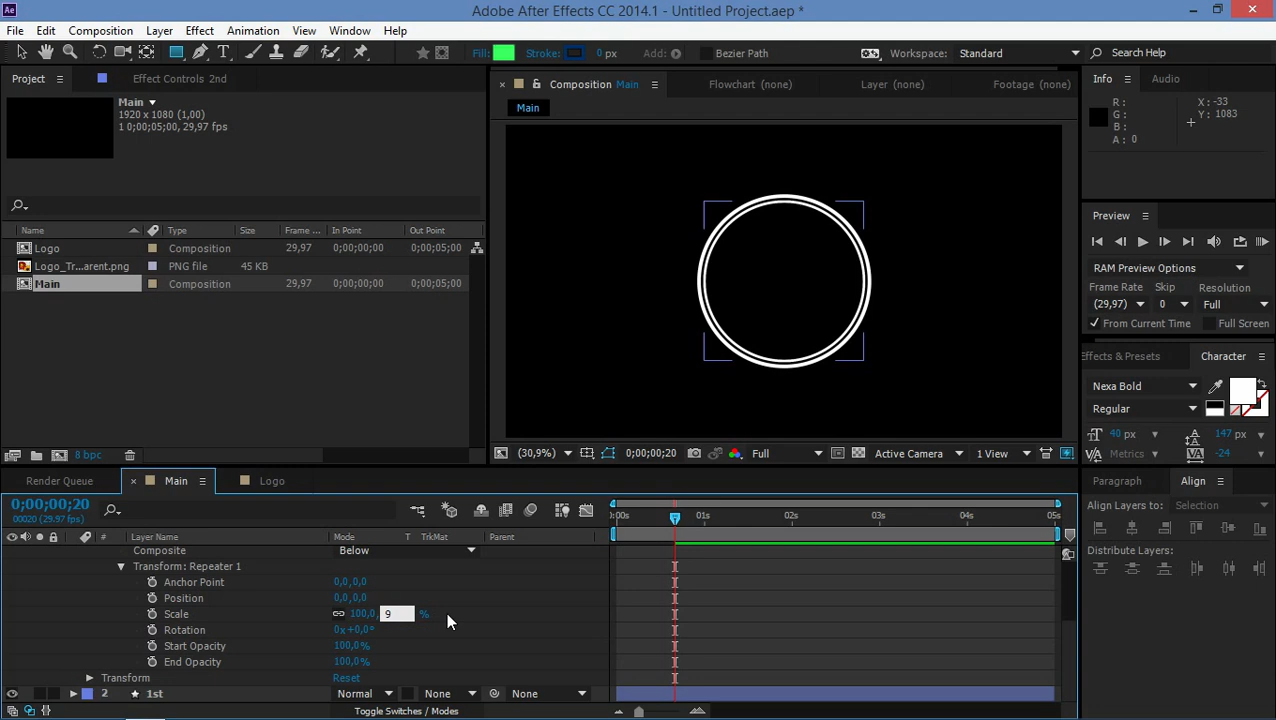 Ae Adobe After Effects CC 2014.1 - Untitled Project.aep *
File Edit Composition Layer Effect Animation View Window Help
T Fill: Stroke: 0 px Add: Bezier Path Workspace: Standard Search Help
Project Effect Controls 2nd
Composition Main Flowchart (none) Layer (none) Footage (none)
Info Audio
Main
1920 x 1080 (1,00)
Δ 0;00;05;00, 29,97 fps
Main
R : X : -33
G : Y : 1083
B :
A : 0
Preview
RAM Preview Options
Frame Rate Skip Resolution
(29,97) 0 Full
From Current Time Full Screen
Name Type Size Frame ... In Point Out Point
Logo Composition 29,97 0;00;00;00 0;00;05;00
Logo_Tr...arent.png PNG file 45 KB
Main Composition 29,97 0;00;00;00 0;00;05;00
Effects & Presets Character
Nexa Bold
Regular
40 px 147 px
Metrics -24
8 bpc
(30,9%) 0;00;00;20 Full Active Camera 1 View
Render Queue Main Logo
Paragraph Align
0;00;00;20
00020 (29.97 fps)
Align Layers to: Selection
Distribute Layers:
:00s 01s 02s 03s 04s 05s
# Layer Name Mode T TrkMat Parent
Composite Below
Transform: Repeater 1
Anchor Point 0,0,0,0
Position 0,0,0,0
Scale 100,0, 9 %
Rotation 0x+0,0°
Start Opacity 100,0%
End Opacity 100,0%
Transform Reset
2 1st Normal None None
Toggle Switches / Modes